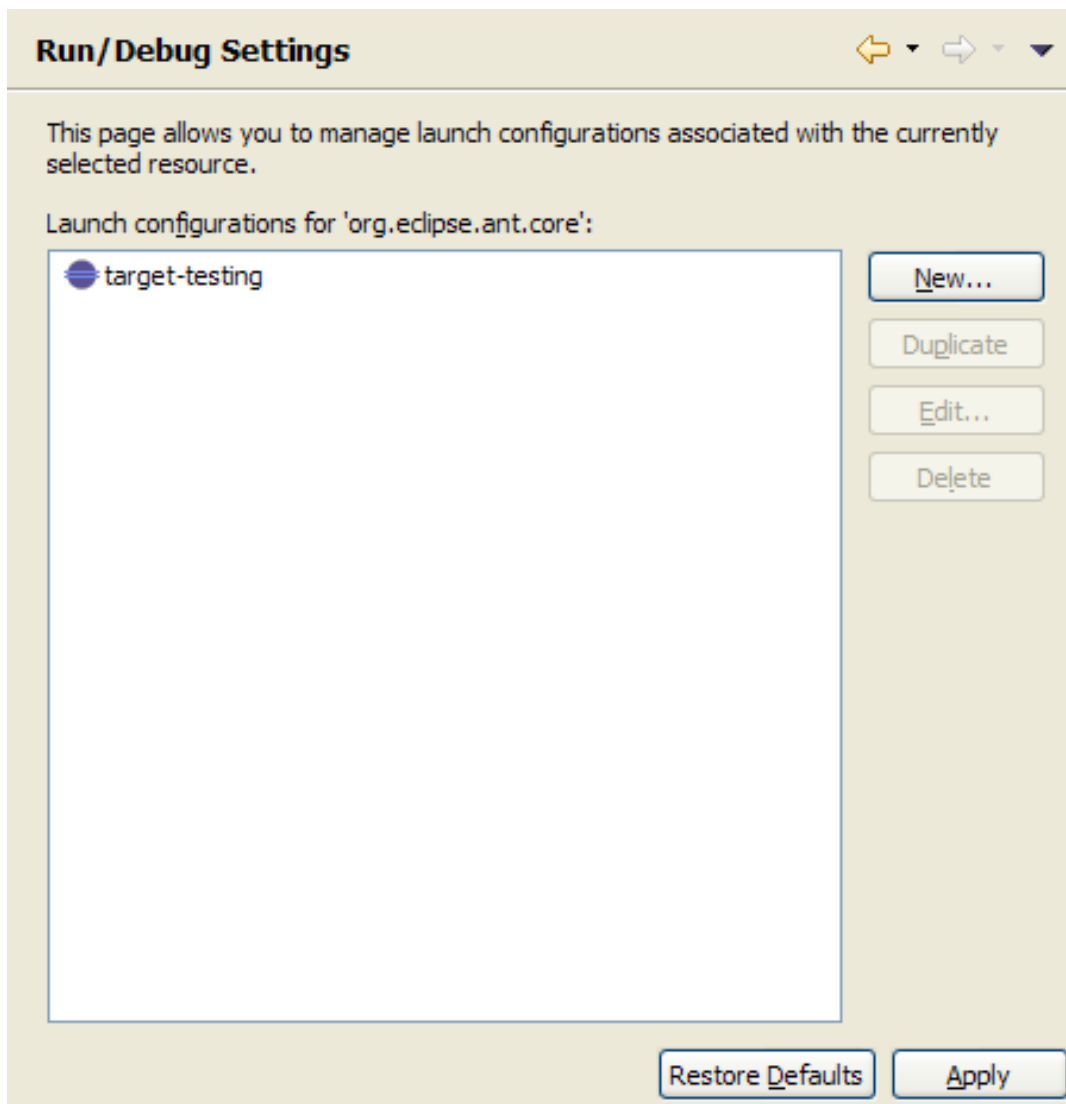 Run/Debug Settings
This page allows you to manage launch configurations associated with the currently
selected resource.
Launch configurations for 'org.eclipse.ant.core':
target-testing
New...
Duplicate
Edit...
Delete
Restore Defaults
Apply